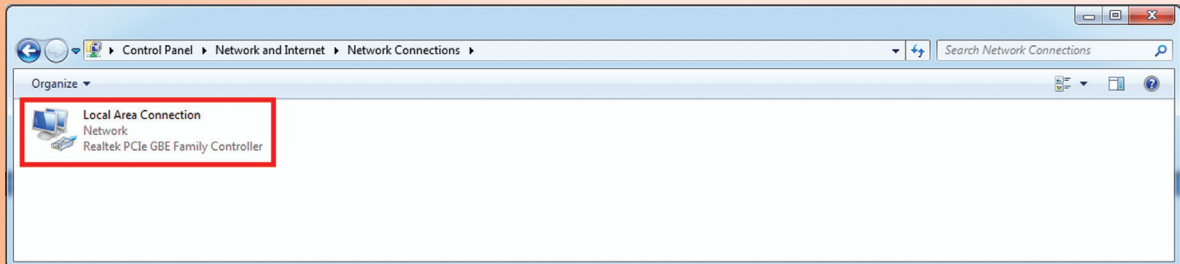 Control Panel Network and Internet Network Connections
Search Network Connections
Organize
Local Area Connection
Network
Realtek PCIe GBE Family Controller